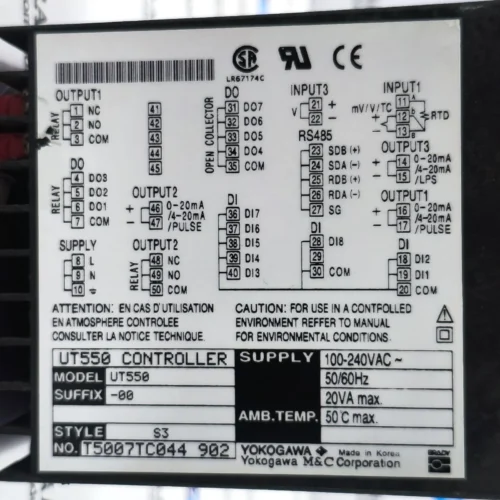 LR67174C
OUTPUT1
RELAY
1 NC
2 NO
3 COM
DO
RELAY
4 DO3
5 DO2
6 DO1
7 COM
SUPPLY
8 L
9 N
10
41
42
43
44
45
OUTPUT2
+ 46 0-20mA
/4-20mA
- 47 /PULSE
OUTPUT2
RELAY
48 NC
49 NO
50 COM
DO
OPEN COLLECTOR
31 DO7
32 DO6
33 DO5
34 DO4
35 COM
DI
36 DI7
37 DI6
38 DI5
39 DI4
40 DI3
INPUT3
V 21 +
22 -
RS485
23 SDB (+)
24 SDA (-)
25 RDB (+)
26 RDA (-)
27 SG
DI
28 DI8
29
30 COM
INPUT1
mV/V/TC
11
12
13
RTD
A
b
B
OUTPUT3
+ 14 0-20mA
/4-20mA
- 15 /LPS
OUTPUT1
+ 16 0-20mA
/4-20mA
- 17 /PULSE
DI
18 DI2
19 DI1
20 COM
ATTENTION: EN CAS D'UTILISATION
EN ATMOSPHERE CONTROLEE
CONSULTER LA NOTICE TECHNIQUE.
CAUTION: FOR USE IN A CONTROLLED
ENVIRONMENT REFFER TO MANUAL
FOR ENVIRONMENTAL CONDITIONS.
UT550 CONTROLLER
MODEL UT550
SUFFIX -00
STYLE S3
NO. T5007TC044 902
SUPPLY 100-240VAC ~
50/60Hz
20VA max.
AMB.TEMP. 50°C max.
YOKOGAWA Made in Korea
Yokogawa M&C Corporation